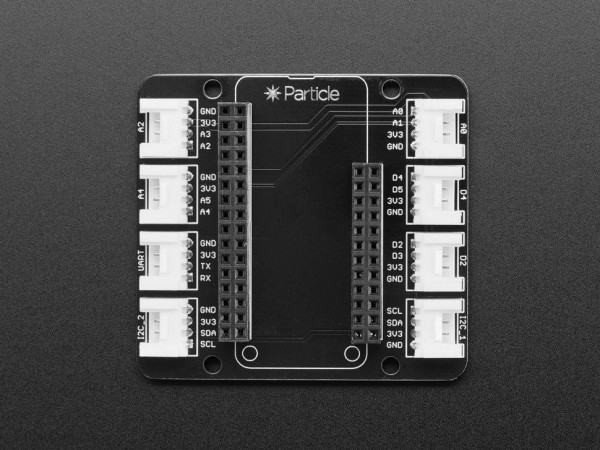 Particle
A2
GND
3V3
A3
A2
A4
GND
3V3
A5
A4
UART
GND
3V3
TX
RX
I2C_2
GND
3V3
SDA
SCL
A0
A1
3V3
GND
A0
D4
D5
3V3
GND
D4
D2
D3
3V3
GND
D2
SCL
SDA
3V3
GND
I2C_1